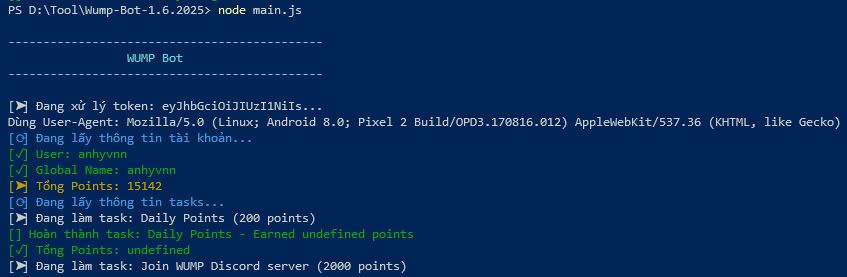 PS D:\Tool\Wump-Bot-1.6.2025> node main.js
-----------------------------------------
WUMP Bot
-----------------------------------------
[➤] Đang xử lý token: eyJhbGciOiJIUzI1NiIs...
Dùng User-Agent: Mozilla/5.0 (Linux; Android 8.0; Pixel 2 Build/OPD3.170816.012) AppleWebKit/537.36 (KHTML, like Gecko)
[⟳] Đang lấy thông tin tài khoản...
[✓] User: anhyvnn
[✓] Global Name: anhyvnn
[➤] Tổng Points: 15142
[⟳] Đang lấy thông tin tasks...
[➤] Đang làm task: Daily Points (200 points)
[] Hoàn thành task: Daily Points - Earned undefined points
[✓] Tổng Points: undefined
[➤] Đang làm task: Join WUMP Discord server (2000 points)